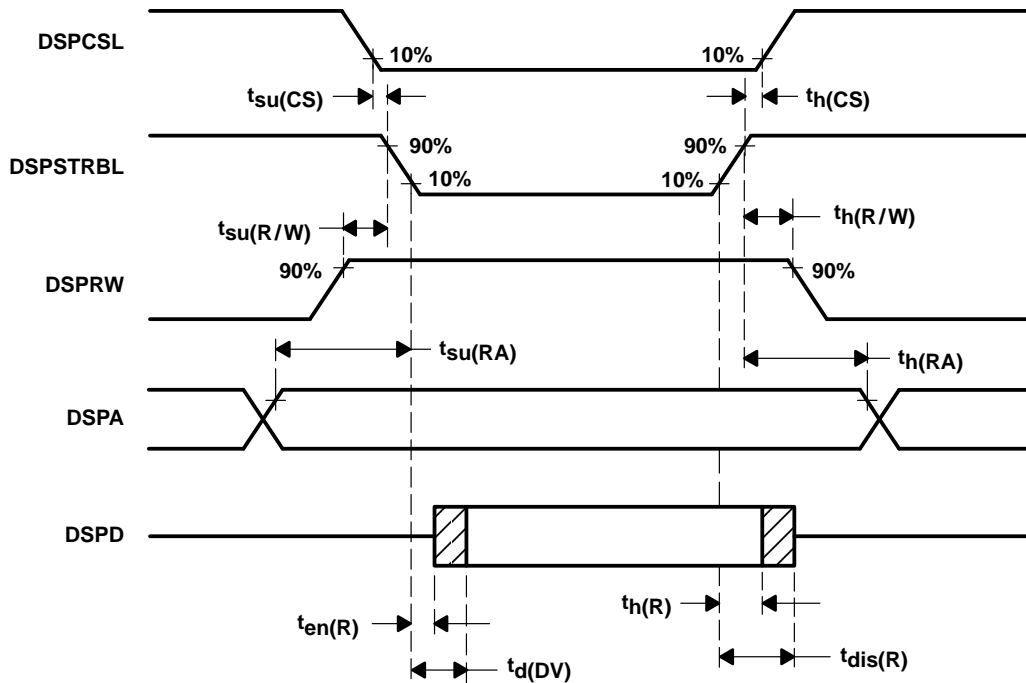 DSPCSL
10%
10%
tsu(CS)
th(CS)
DSPSTRBL
90%
90%
10%
10%
tsu(R/W)
th(R/W)
DSPRW
90%
90%
tsu(RA)
th(RA)
DSPA
DSPD
ten(R)
th(R)
td(DV)
tdis(R)